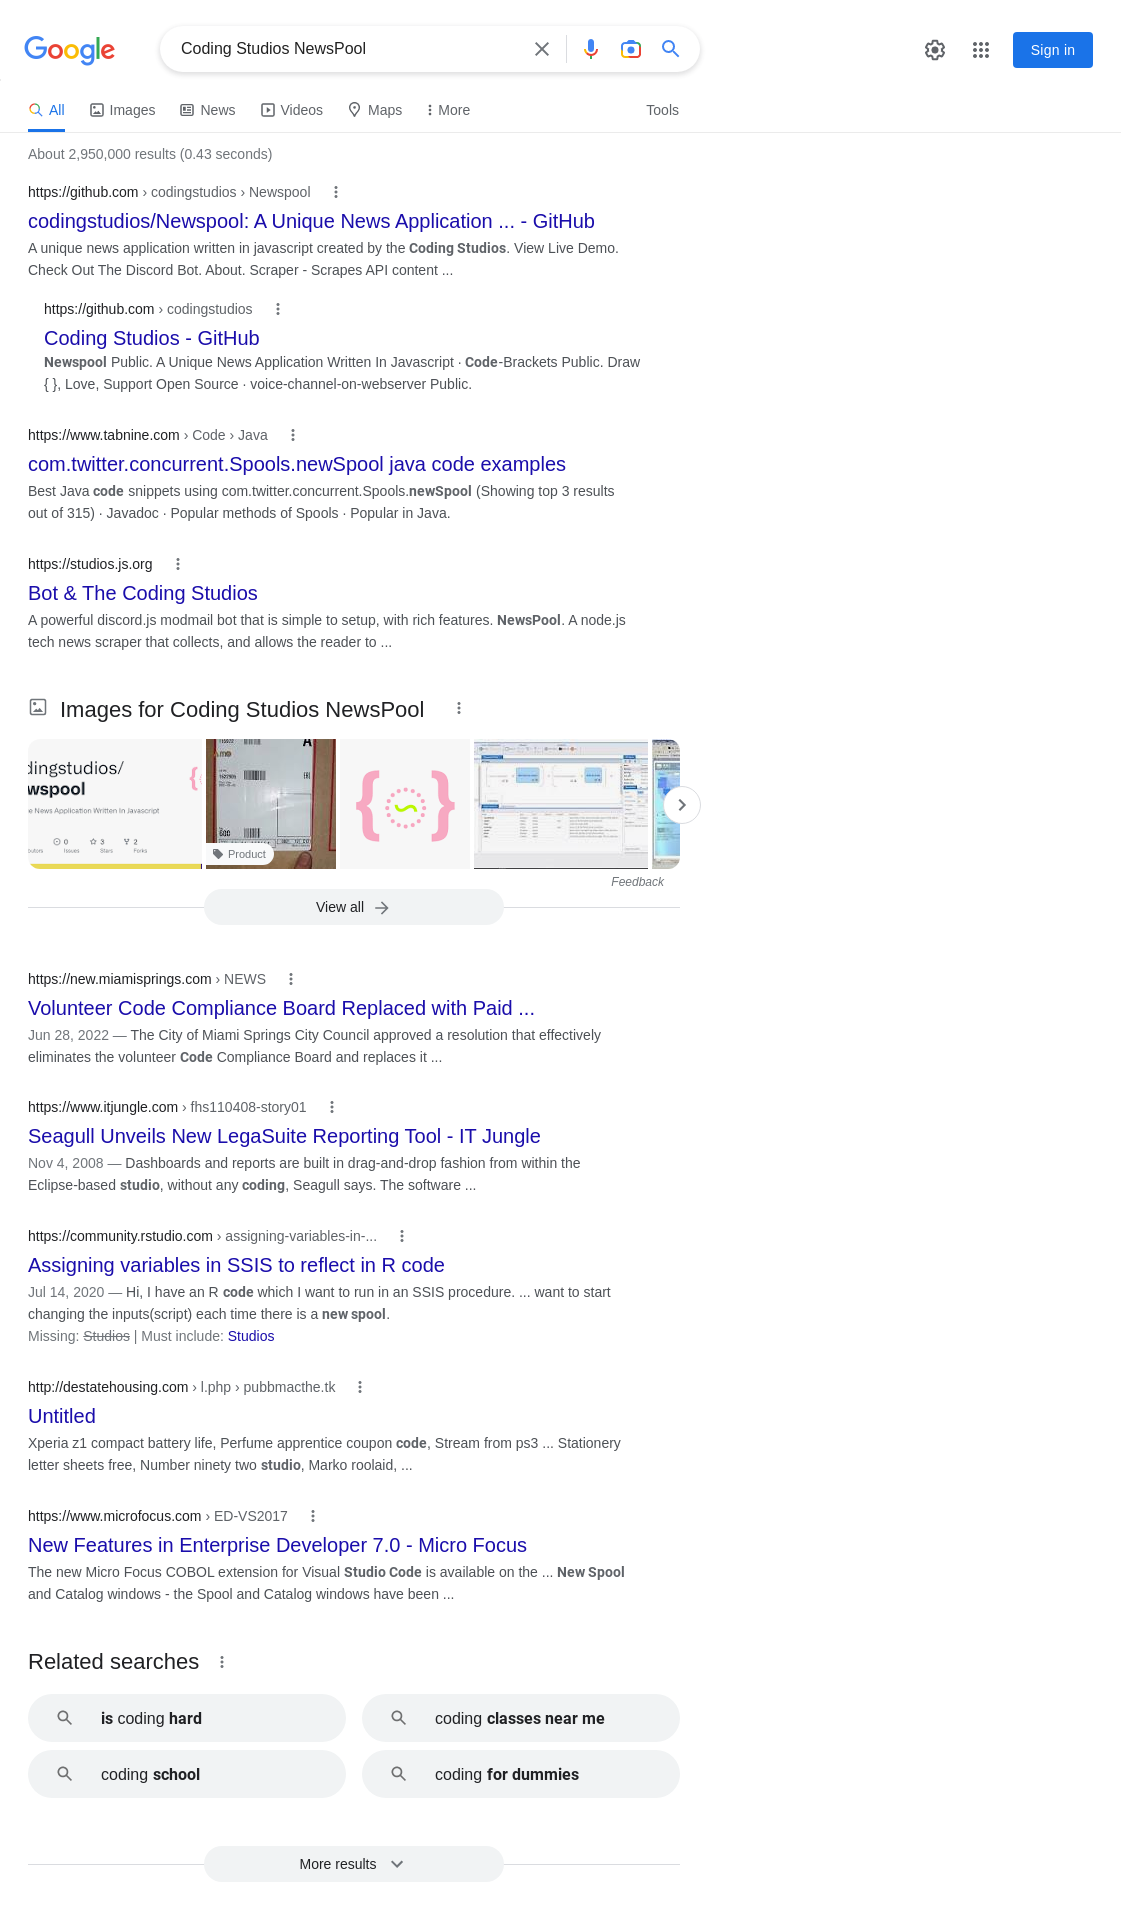 Google
Coding Studios NewsPool
Sign in
All
Images
News
Videos
Maps
More
Tools
About 2,950,000 results (0.43 seconds)
https://github.com › codingstudios › Newspool
codingstudios/Newspool: A Unique News Application ... - GitHub
A unique news application written in javascript created by the Coding Studios. View Live Demo.
Check Out The Discord Bot. About. Scraper - Scrapes API content ...
https://github.com › codingstudios
Coding Studios - GitHub
Newspool Public. A Unique News Application Written In Javascript · Code-Brackets Public. Draw
{ }, Love, Support Open Source · voice-channel-on-webserver Public.
https://www.tabnine.com › Code › Java
com.twitter.concurrent.Spools.newSpool java code examples
Best Java code snippets using com.twitter.concurrent.Spools.newSpool (Showing top 3 results
out of 315) · Javadoc · Popular methods of Spools · Popular in Java.
https://studios.js.org
Bot & The Coding Studios
A powerful discord.js modmail bot that is simple to setup, with rich features. NewsPool. A node.js
tech news scraper that collects, and allows the reader to ...
Images for Coding Studios NewsPool
dingstudios/
wspool
e News Application Written In Javascript
0
3
2
Issues
Stars
Forks
Product
Feedback
View all
https://new.miamisprings.com › NEWS
Volunteer Code Compliance Board Replaced with Paid ...
Jun 28, 2022 — The City of Miami Springs City Council approved a resolution that effectively
eliminates the volunteer Code Compliance Board and replaces it ...
https://www.itjungle.com › fhs110408-story01
Seagull Unveils New LegaSuite Reporting Tool - IT Jungle
Nov 4, 2008 — Dashboards and reports are built in drag-and-drop fashion from within the
Eclipse-based studio, without any coding, Seagull says. The software ...
https://community.rstudio.com › assigning-variables-in-...
Assigning variables in SSIS to reflect in R code
Jul 14, 2020 — Hi, I have an R code which I want to run in an SSIS procedure. ... want to start
changing the inputs(script) each time there is a new spool.
Missing: Studios | Must include: Studios
http://destatehousing.com › l.php › pubbmacthe.tk
Untitled
Xperia z1 compact battery life, Perfume apprentice coupon code, Stream from ps3 ... Stationery
letter sheets free, Number ninety two studio, Marko roolaid, ...
https://www.microfocus.com › ED-VS2017
New Features in Enterprise Developer 7.0 - Micro Focus
The new Micro Focus COBOL extension for Visual Studio Code is available on the ... New Spool
and Catalog windows - the Spool and Catalog windows have been ...
Related searches
is coding hard
coding classes near me
coding school
coding for dummies
More results